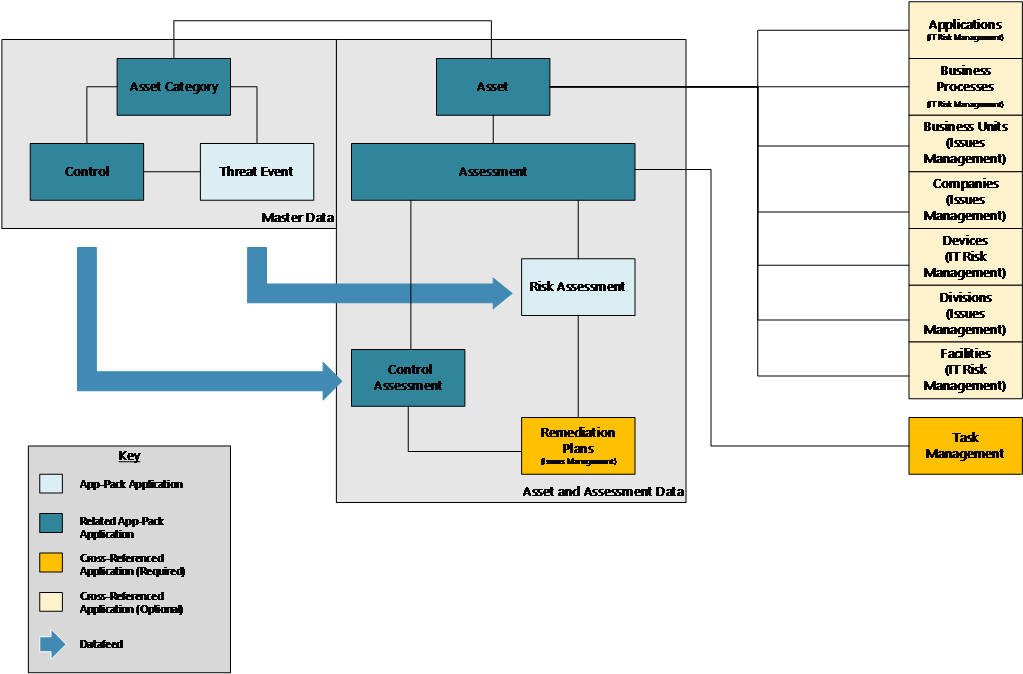 Applications
(IT Risk Management)
Business
Processes
(IT Risk Management)
Business Units
(Issues
Management)
Companies
(Issues
Management)
Devices
(IT Risk
Management)
Divisions
(Issues
Management)
Facilities
(IT Risk
Management)
Task
Management
Asset Category
Control
Threat Event
Master Data
Asset
Assessment
Risk Assessment
Control
Assessment
Remediation
Plans
(Issues Management)
Asset and Assessment Data
Key
App-Pack Application
Related App-Pack
Application
Cross-Referenced
Application (Required)
Cross-Referenced
Application (Optional)
Datafeed